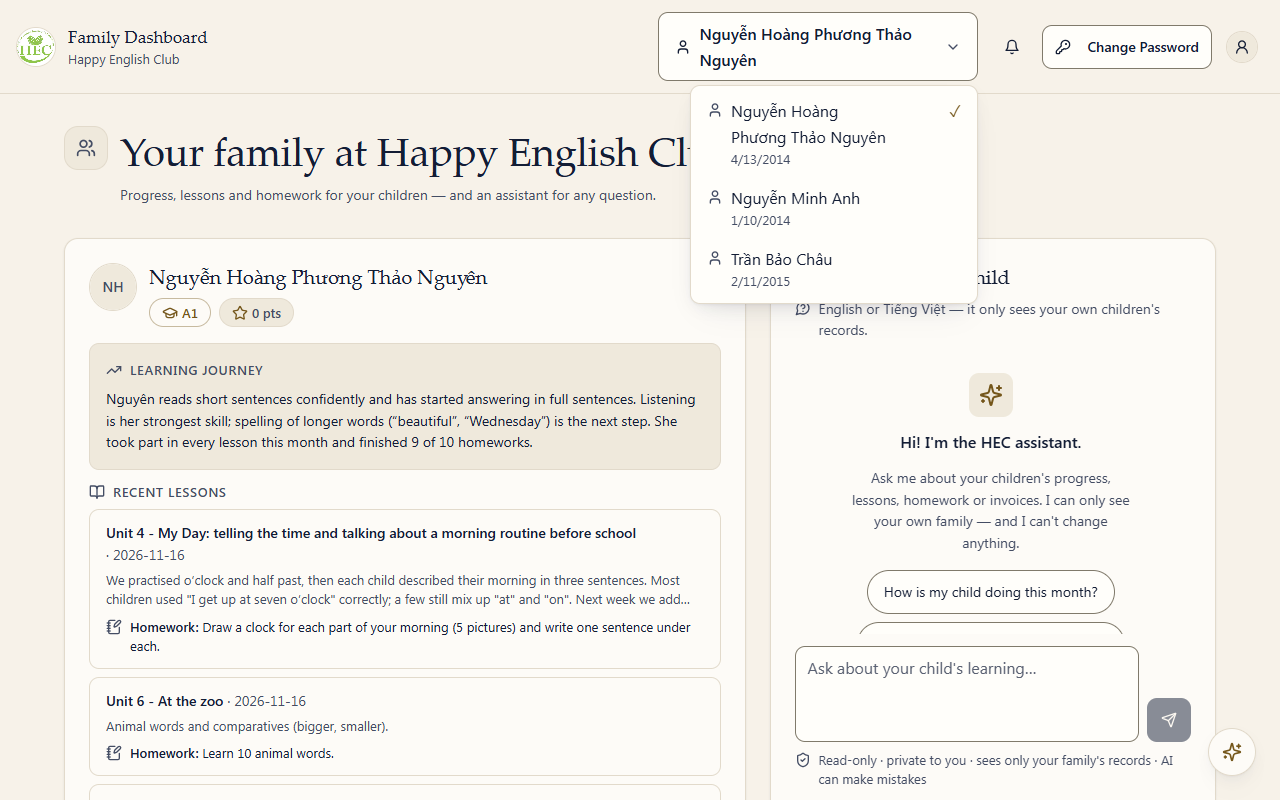 HEC
Family Dashboard
Happy English Club
Nguyễn Hoàng Phương Thảo
Nguyên
Change Password
Nguyễn Hoàng
Phương Thảo Nguyên
4/13/2014
Nguyễn Minh Anh
1/10/2014
Trần Bảo Châu
2/11/2015
Your family at Happy English
Progress, lessons and homework for your children — and an assistant for any question.
NH
Nguyễn Hoàng Phương Thảo Nguyên
A1
0 pts
LEARNING JOURNEY
Nguyên reads short sentences confidently and has started answering in full sentences. Listening
is her strongest skill; spelling of longer words (“beautiful”, “Wednesday”) is the next step. She
took part in every lesson this month and finished 9 of 10 homeworks.
RECENT LESSONS
Unit 4 - My Day: telling the time and talking about a morning routine before school
· 2026-11-16
We practised o’clock and half past, then each child described their morning in three sentences. Most
children used "I get up at seven o’clock" correctly; a few still mix up "at" and "on". Next week we add...
Homework: Draw a clock for each part of your morning (5 pictures) and write one sentence under
each.
Unit 6 - At the zoo · 2026-11-16
Animal words and comparatives (bigger, smaller).
Homework: Learn 10 animal words.
English or Tiếng Việt — it only sees your own children's
records.
Hi! I'm the HEC assistant.
Ask me about your children's progress,
lessons, homework or invoices. I can only see
your own family — and I can't change
anything.
How is my child doing this month?
Ask about your child's learning...
Read-only · private to you · sees only your family's records · AI
can make mistakes